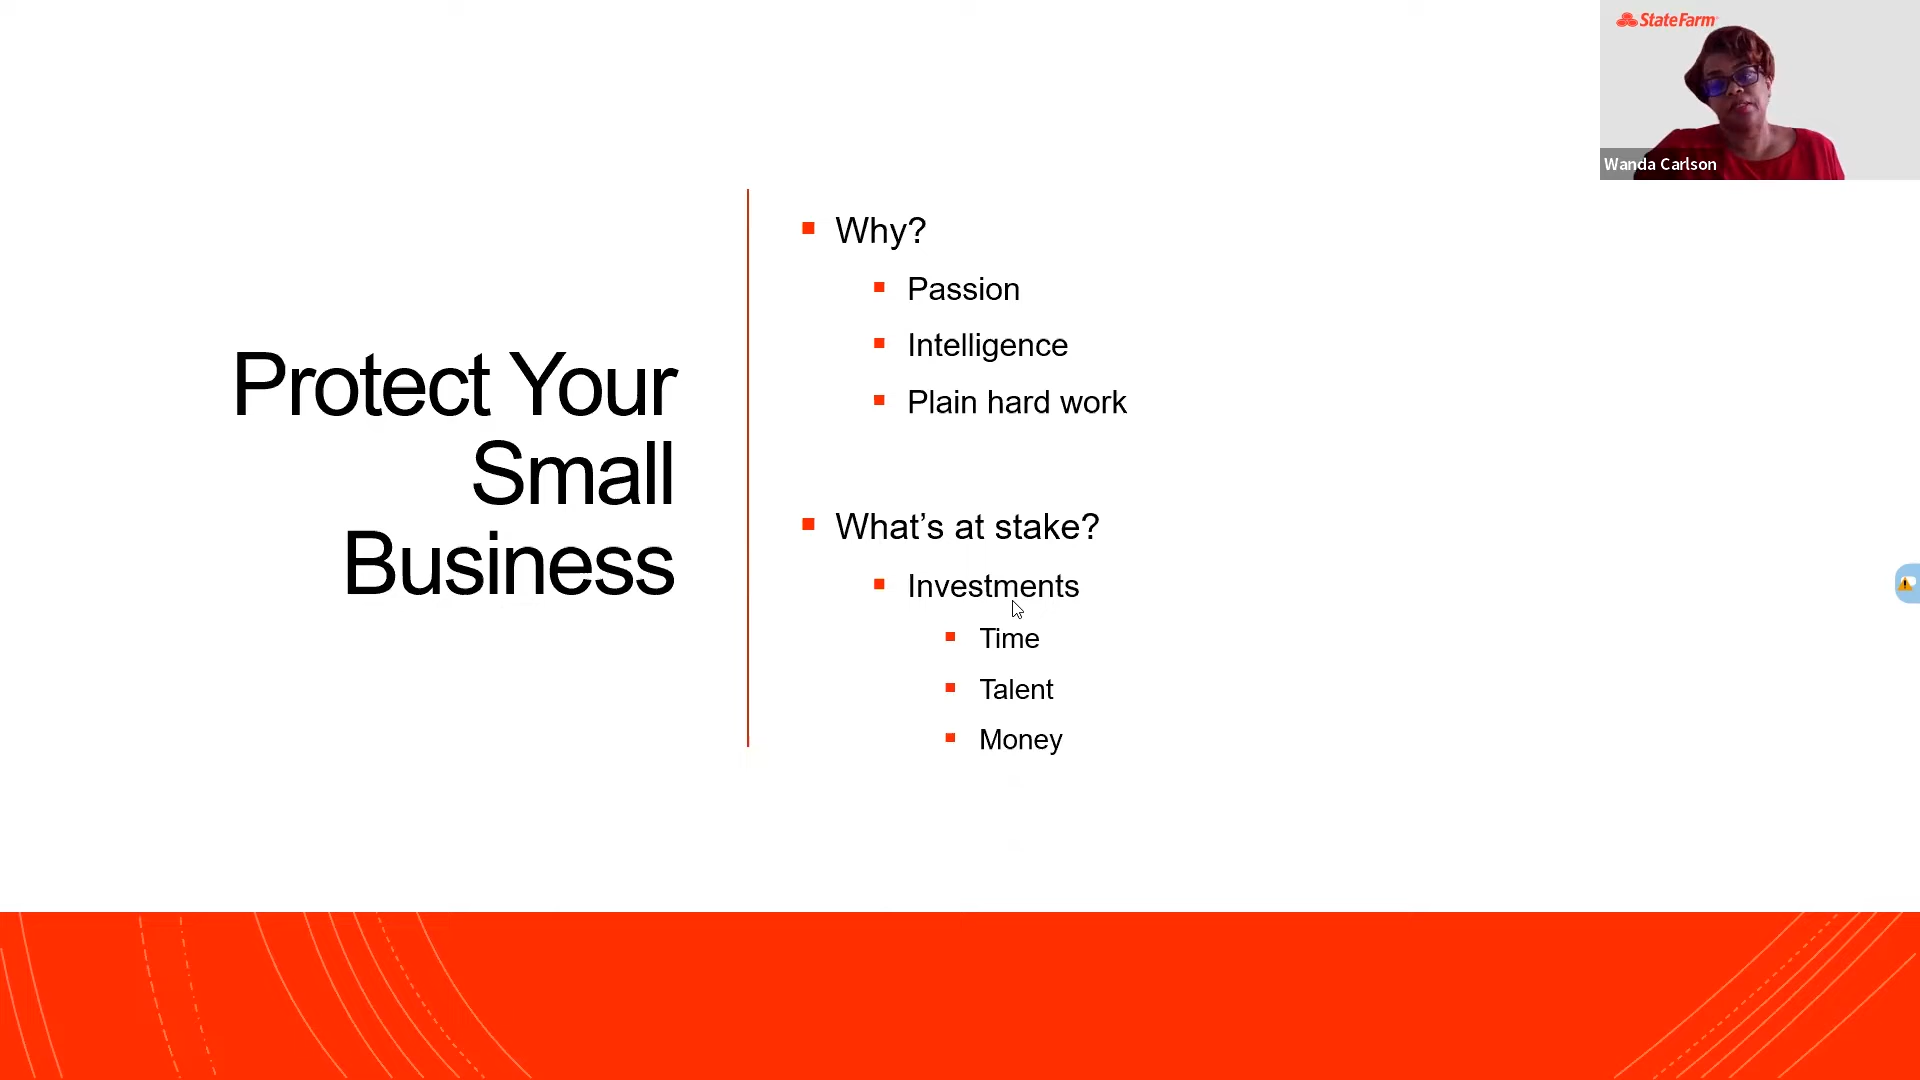 StateFarm
Wanda Carlson
Protect Your
Small
Business
Why?
Passion
Intelligence
Plain hard work
What’s at stake?
Investments
Time
Talent
Money